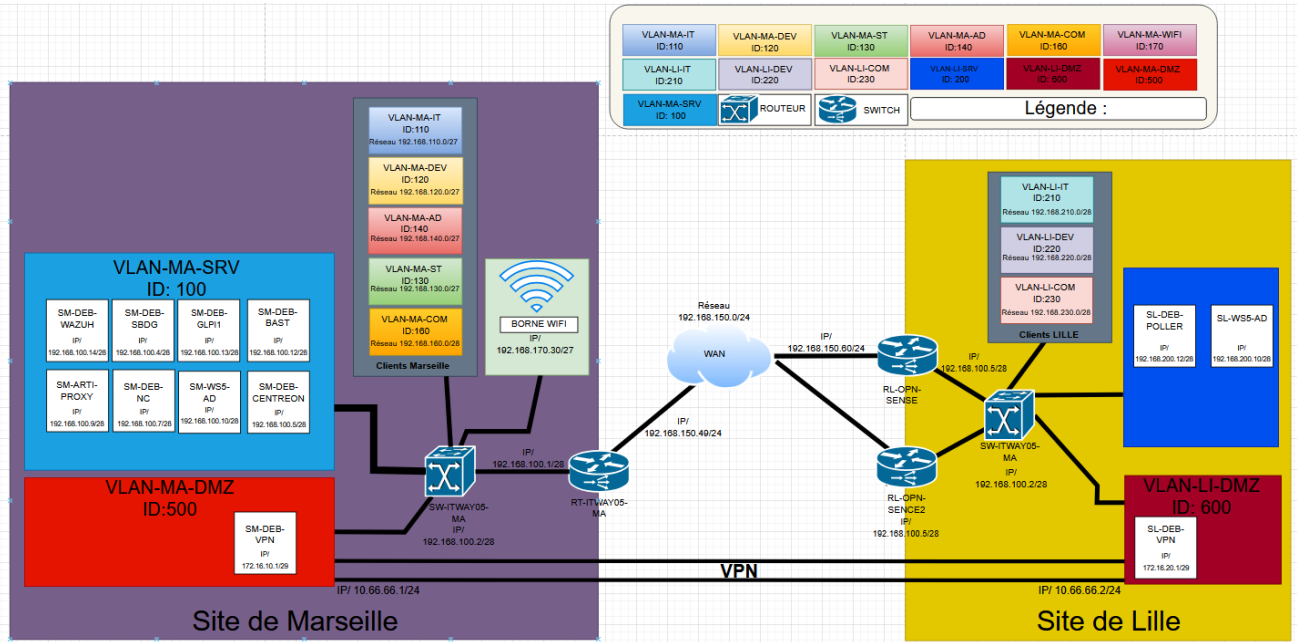 VLAN-MA-IT
ID:110
VLAN-MA-DEV
ID:120
VLAN-MA-ST
ID:130
VLAN-MA-AD
ID:140
VLAN-MA-COM
ID:160
VLAN-MA-WIFI
ID:170
VLAN-LI-IT
ID:210
VLAN-LI-DEV
ID:220
VLAN-LI-COM
ID:230
VLAN-LI-SRV
ID: 200
VLAN-LI-DMZ
ID: 600
VLAN-MA-DMZ
ID:500
VLAN-MA-SRV
ID: 100
ROUTEUR
SWITCH
Légende :
VLAN-MA-IT
ID:110
Réseau 192.168.110.0/27
VLAN-MA-DEV
ID:120
Réseau 192.168.120.0/27
VLAN-MA-AD
ID:140
Réseau 192.168.140.0/27
VLAN-MA-ST
ID:130
Réseau 192.168.130.0/27
VLAN-MA-COM
ID:160
Réseau 192.168.160.0/28
Clients Marseille
BORNE WIFI
IP/
192.168.170.30/27
VLAN-MA-SRV
ID: 100
SM-DEB-
WAZUH
IP/
192.168.100.14/28
SM-DEB-
SBDG
IP/
192.168.100.4/28
SM-DEB-
GLPI1
IP/
192.168.100.13/28
SM-DEB-
BAST
IP/
192.168.100.12/28
SM-ARTI-
PROXY
IP/
192.168.100.9/28
SM-DEB-
NC
IP/
192.168.100.7/28
SM-WS5-
AD
IP/
192.168.100.10/28
SM-DEB-
CENTREON
IP/
192.168.100.5/28
VLAN-MA-DMZ
ID:500
SM-DEB-
VPN
IP/
172.16.10.1/29
SW-ITWAY05-
MA
IP/
192.168.100.2/28
IP/
192.168.100.1/28
RT-ITWAY05-
MA
IP/
192.168.150.49/24
Réseau
192.168.150.0/24
WAN
IP/
192.168.150.60/24
RL-OPN-
SENSE
IP/
192.168.100.5/28
RL-OPN-
SENCE2
IP/
192.168.100.5/28
VLAN-LI-IT
ID:210
Réseau 192.168.210.0/28
VLAN-LI-DEV
ID:220
Réseau 192.168.220.0/28
VLAN-LI-COM
ID:230
Réseau 192.168.230.0/28
Clients LILLE
SW-ITWAY05-
MA
IP/
192.168.100.2/28
SL-DEB-
POLLER
IP/
192.168.200.12/28
SL-WS5-AD
IP/
192.168.200.10/28
VLAN-LI-DMZ
ID: 600
SL-DEB-
VPN
IP/
172.16.20.1/29
VPN
IP/ 10.66.66.1/24
IP/ 10.66.66.2/24
Site de Marseille
Site de Lille